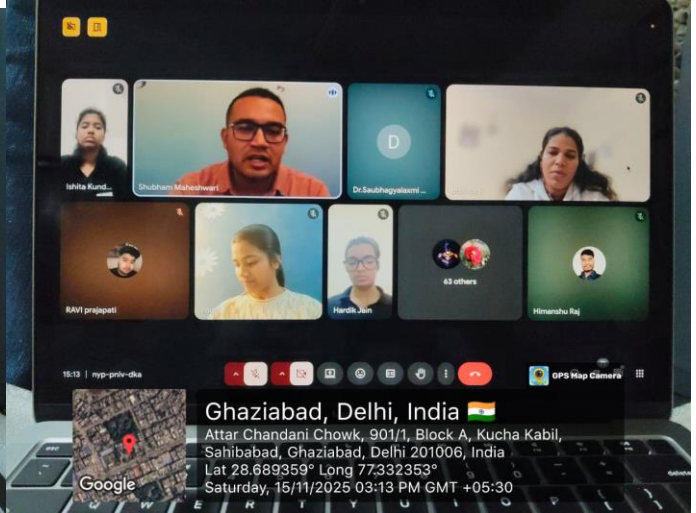 Ishita Kund...
Shubham Maheshwari
D
Dr.Saubhagyalaxmi ...
RAVI prajapati
Hardik Jain
63 others
Himanshu Raj
15:13 | nyp-pniv-dka
GPS Map Camera
Google
Ghaziabad, Delhi, India
Attar Chandani Chowk, 901/1, Block A, Kucha Kabil,
Sahibabad, Ghaziabad, Delhi 201006, India
Lat 28.689359° Long 77.332353°
Saturday, 15/11/2025 03:13 PM GMT +05:30